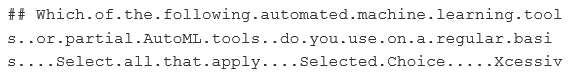 ## Which.of.the.following.automated.machine.learning.tool
s..or.partial.AutoML.tools..do.you.use.on.a.regular.basi
s....Select.all.that.apply....Selected.Choice.....Xcessiv